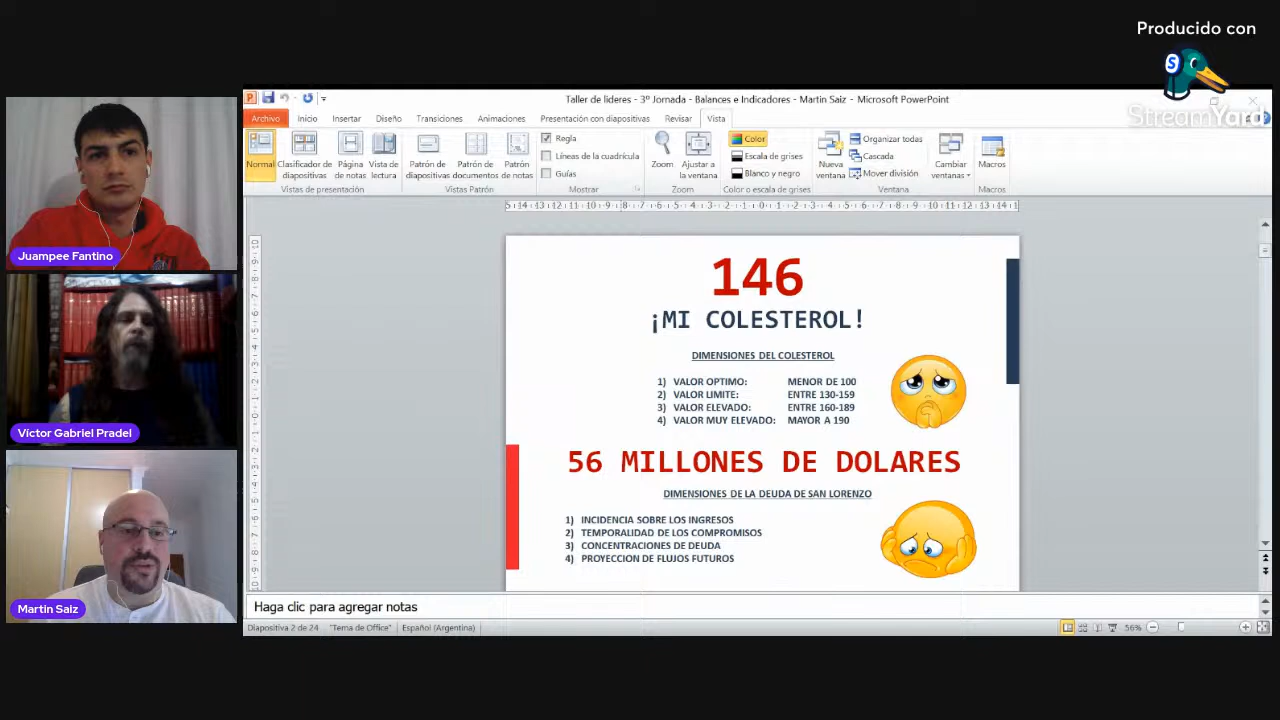 Producido con
StreamYard
Taller de lideres - 3º Jornada - Balances e Indicadores - Martin Saiz - Microsoft PowerPoint
Archivo Inicio Insertar Diseño Transiciones Animaciones Presentación con diapositivas Revisar Vista
Normal
Clasificador de diapositivas
Página de notas
Vista de lectura
Vistas de presentación
Patrón de diapositivas
Patrón de documentos
Patrón de notas
Vistas Patrón
Regla
Líneas de la cuadrícula
Guías
Mostrar
Zoom
Ajustar a la ventana
Zoom
Color
Escala de grises
Blanco y negro
Color o escala de grises
Nueva ventana
Organizar todas
Cascada
Mover división
Cambiar ventanas
Ventana
Macros
Macros
Juampee Fantino
Víctor Gabriel Pradel
Martin Saiz
146
¡MI COLESTEROL!
DIMENSIONES DEL COLESTEROL
1) VALOR OPTIMO: MENOR DE 100
2) VALOR LIMITE: ENTRE 130-159
3) VALOR ELEVADO: ENTRE 160-189
4) VALOR MUY ELEVADO: MAYOR A 190
56 MILLONES DE DOLARES
DIMENSIONES DE LA DEUDA DE SAN LORENZO
1) INCIDENCIA SOBRE LOS INGRESOS
2) TEMPORALIDAD DE LOS COMPROMISOS
3) CONCENTRACIONES DE DEUDA
4) PROYECCION DE FLUJOS FUTUROS
Haga clic para agregar notas
Diapositiva 2 de 24 "Tema de Office" Español (Argentina) 56%